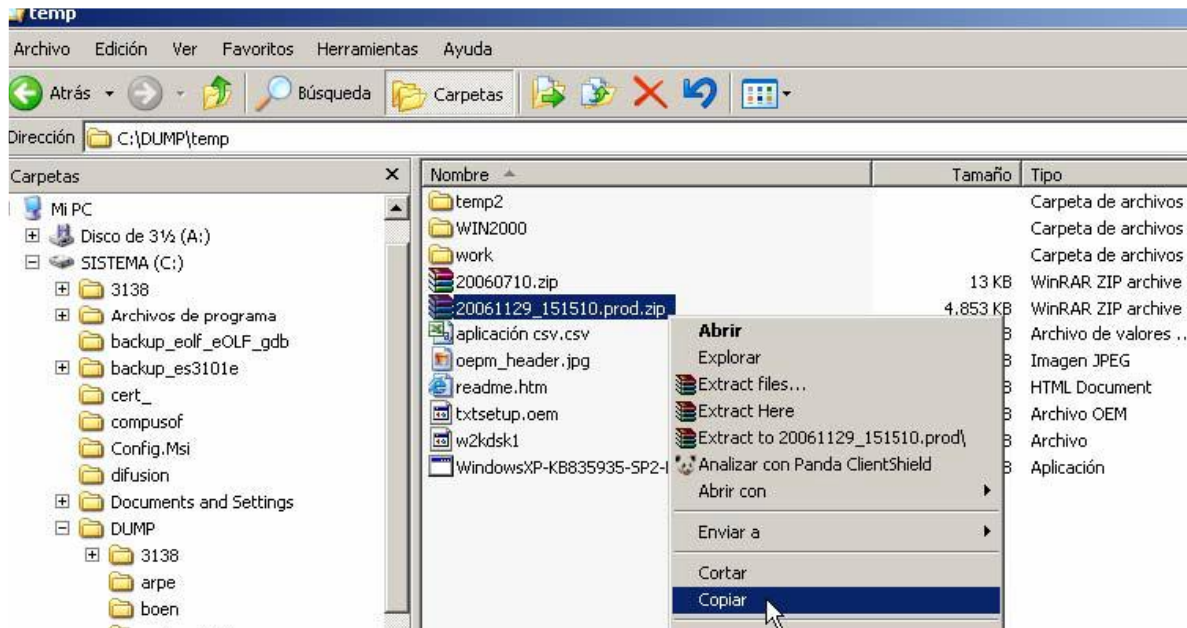 temp
Archivo Edición Ver Favoritos Herramientas Ayuda
Atrás Búsqueda Carpetas
Dirección C:\DUMP\temp
Carpetas
Mi PC
Disco de 3½ (A:)
SISTEMA (C:)
3138
Archivos de programa
backup_eolf_eOLF_gdb
backup_es3101e
cert_
compusof
Config.Msi
difusion
Documents and Settings
DUMP
3138
arpe
boen
Nombre Tamaño Tipo
temp2 Carpeta de archivos
WIN2000 Carpeta de archivos
work Carpeta de archivos
20060710.zip 13 KB WinRAR ZIP archive
20061129_151510.prod.zip 4.853 KB WinRAR ZIP archive
aplicación csv.csv B Archivo de valores ..
oepm_header.jpg B Imagen JPEG
readme.htm B HTML Document
txtsetup.oem B Archivo OEM
w2kdsk1 B Archivo
WindowsXP-KB835935-SP2- B Aplicación
Abrir
Explorar
Extract files...
Extract Here
Extract to 20061129_151510.prod\
Analizar con Panda ClientShield
Abrir con
Enviar a
Cortar
Copiar